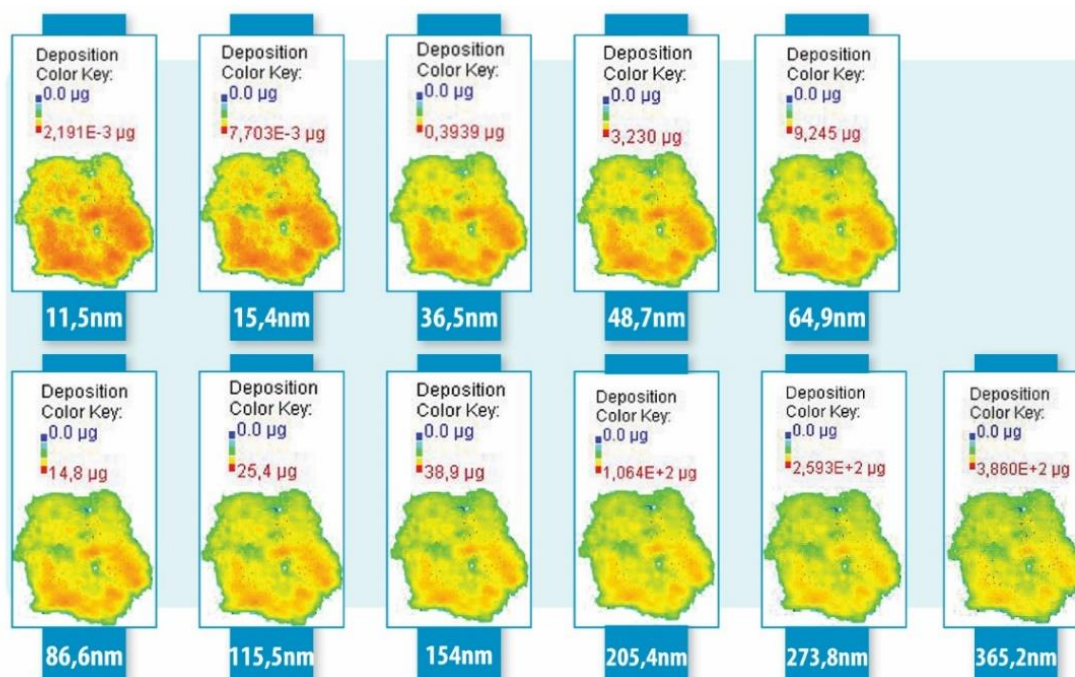 Deposition
Color Key:
0.0 µg
2,191E-3 µg
11,5nm
Deposition
Color Key:
0.0 µg
7,703E-3 µg
15,4nm
Deposition
Color Key:
0.0 µg
0,3939 µg
36,5nm
Deposition
Color Key:
0.0 µg
3,230 µg
48,7nm
Deposition
Color Key:
0.0 µg
9,245 µg
64,9nm
Deposition
Color Key:
0.0 µg
14,8 µg
86,6nm
Deposition
Color Key:
0.0 µg
25,4 µg
115,5nm
Deposition
Color Key:
0.0 µg
38,9 µg
154nm
Deposition
Color Key:
0.0 µg
1,064E+2 µg
205,4nm
Deposition
Color Key:
0.0 µg
2,593E+2 µg
273,8nm
Deposition
Color Key:
0.0 µg
3,860E+2 µg
365,2nm